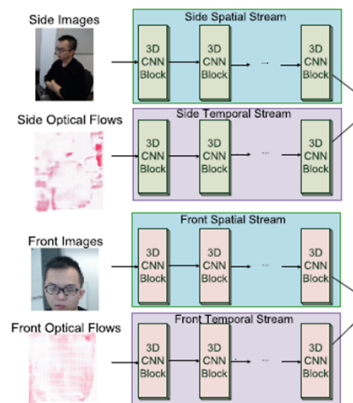 Side Images
Side Spatial Stream
3D CNN Block
3D CNN Block
...
3D CNN Block
Side Optical Flows
Side Temporal Stream
3D CNN Block
3D CNN Block
...
3D CNN Block
Front Images
Front Spatial Stream
3D CNN Block
3D CNN Block
...
3D CNN Block
Front Optical Flows
Front Temporal Stream
3D CNN Block
3D CNN Block
...
3D CNN Block